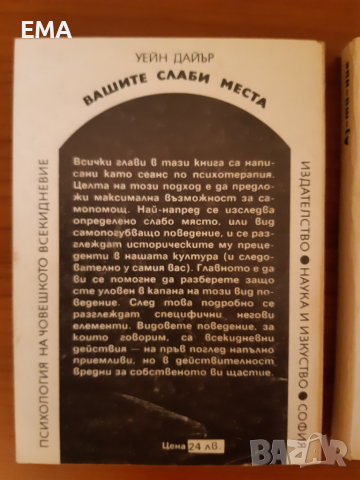 EMA
УЕЙН ДАЙЪР
ВАШИТЕ СЛАБИ МЕСТА
ПСИХОЛОГИЯ НА ЧОВЕШКОТО ВСЕКИДНЕВИЕ
Всички глави в тази книга са напи-
сани като сеанс по психотерапия.
Целта на този подход е да предло-
жи максимална възможност за са-
мопомощ. Най-напред се изследва
определено слабо място, или вид
самопогубващо поведение, и се раз-
глеждат историческите му преце-
денти в нашата култура (и следо-
вателно у самия вас). Главното е да
ви се помогне да разберете защо
сте уловен в капана на този вид по-
ведение. След това подробно се
разглеждат специфични негови
елементи. Видовете поведение, за
които говорим, са всекидневни
действия — на пръв поглед напълно
приемливи, но в действителност
вредни за собственото ви щастие.
Цена 24 лв.
ИЗДАТЕЛСТВО ● НАУКА И ИЗКУСТВО ● СОФИЯ
BAZAR